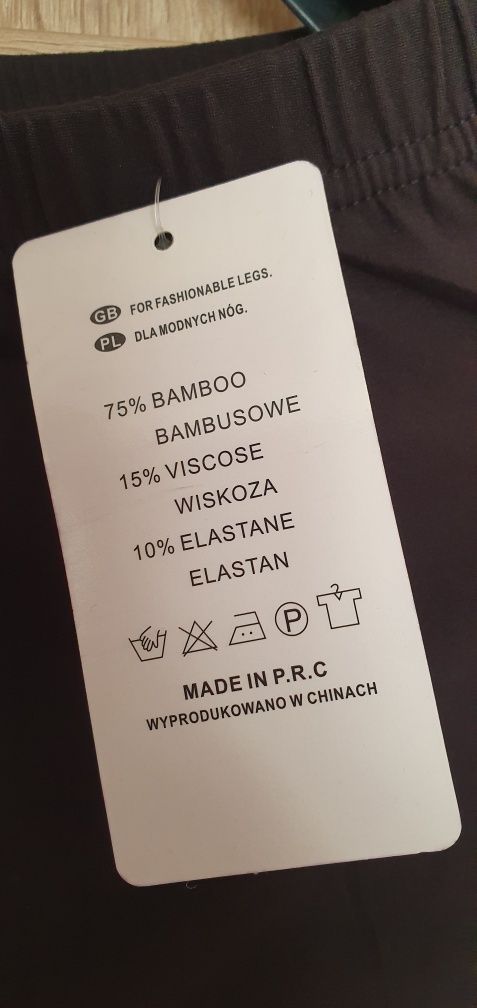 GB FOR FASHIONABLE LEGS.
PL DLA MODNYCH NÓG.
75% BAMBOO
BAMBUSOWE
15% VISCOSE
WISKOZA
10% ELASTANE
ELASTAN
P
MADE IN P.R.C
WYPRODUKOWANO W CHINACH